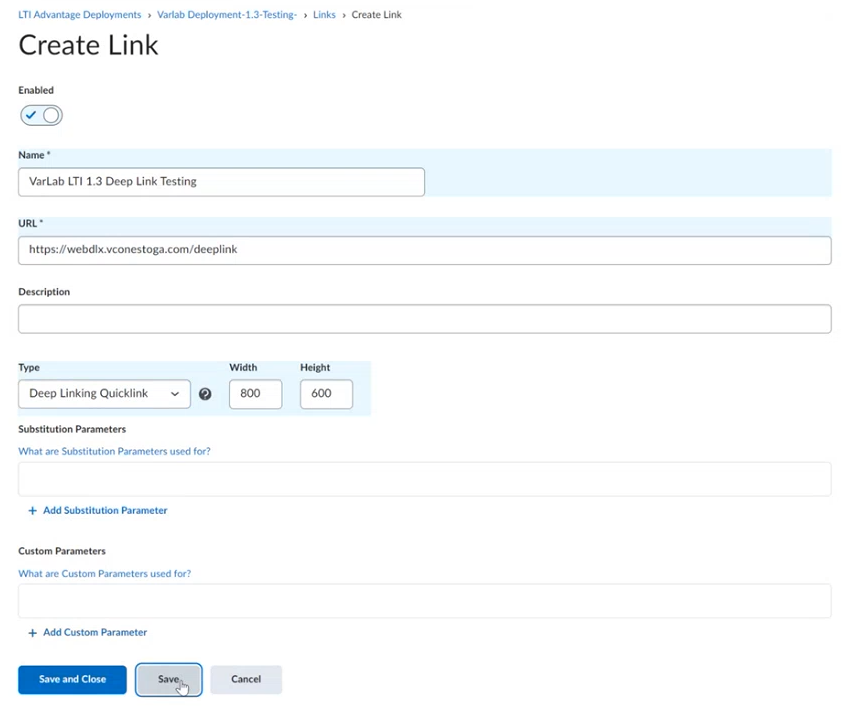 LTI Advantage Deployments › Varlab Deployment-1.3-Testing- › Links › Create Link
Create Link
Enabled
Name *
VarLab LTI 1.3 Deep Link Testing
URL *
https://webdlx.vconestoga.com/deeplink
Description
Type Width Height
Deep Linking Quicklink 800 600
Substitution Parameters
What are Substitution Parameters used for?
+ Add Substitution Parameter
Custom Parameters
What are Custom Parameters used for?
+ Add Custom Parameter
Save and Close Save Cancel